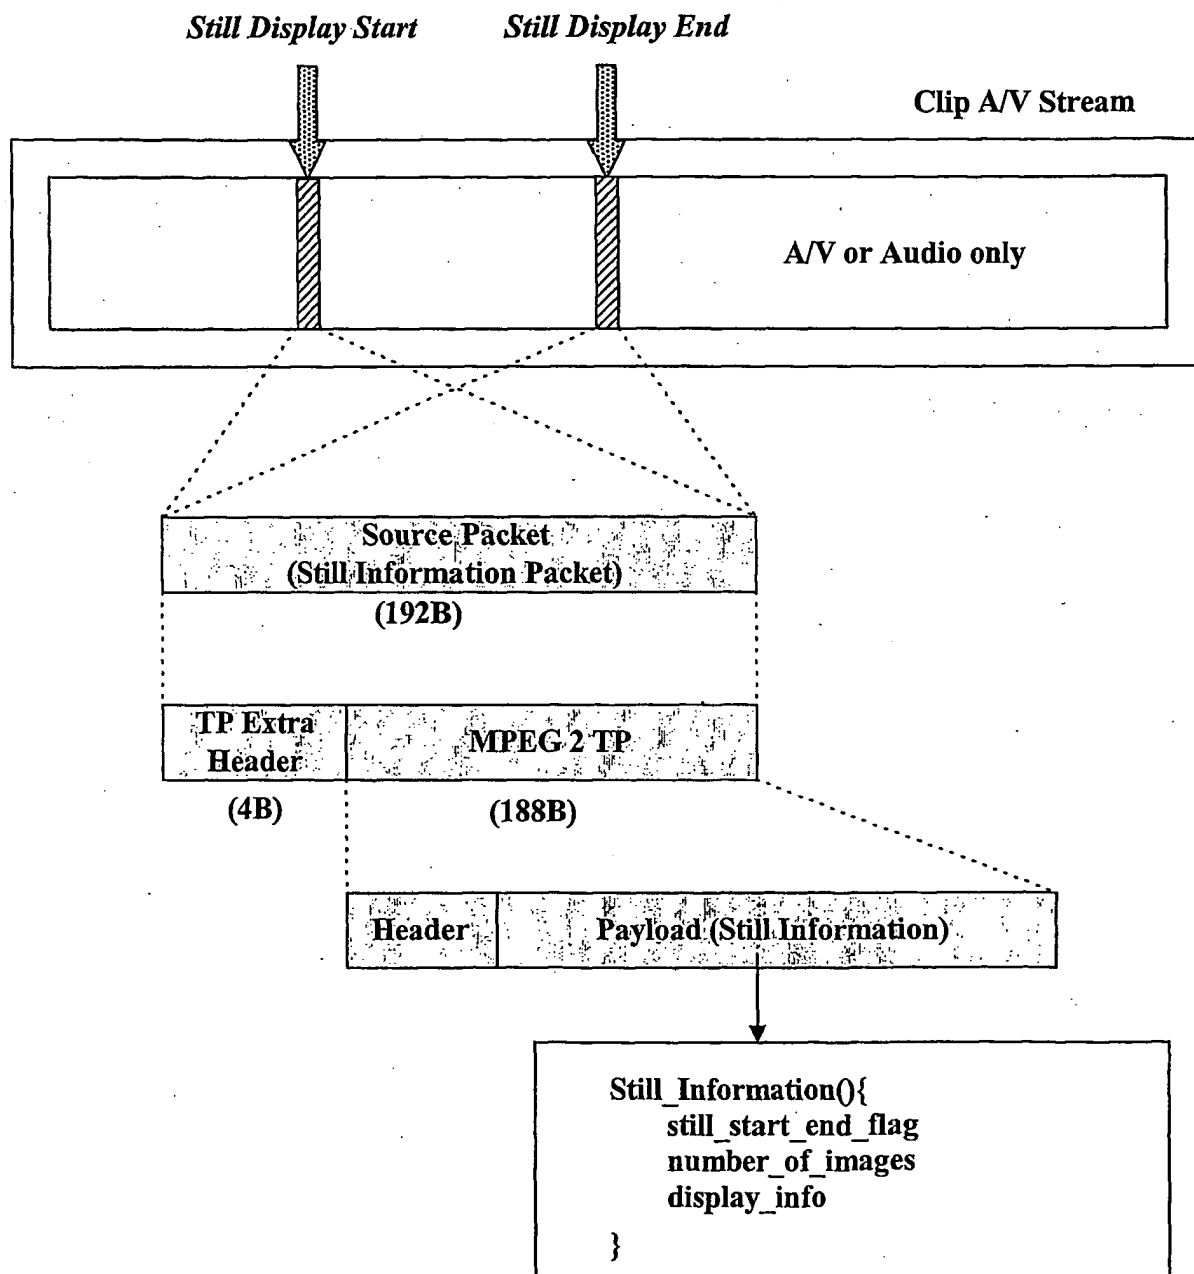 Still Display Start
Still Display End
Clip A/V Stream
A/V or Audio only
Source Packet
(Still Information Packet)
(192B)
TP Extra
Header
MPEG 2 TP
(4B)
(188B)
Header
Payload (Still Information)
Still_Information(){
still_start_end_flag
number_of_images
display_info
}